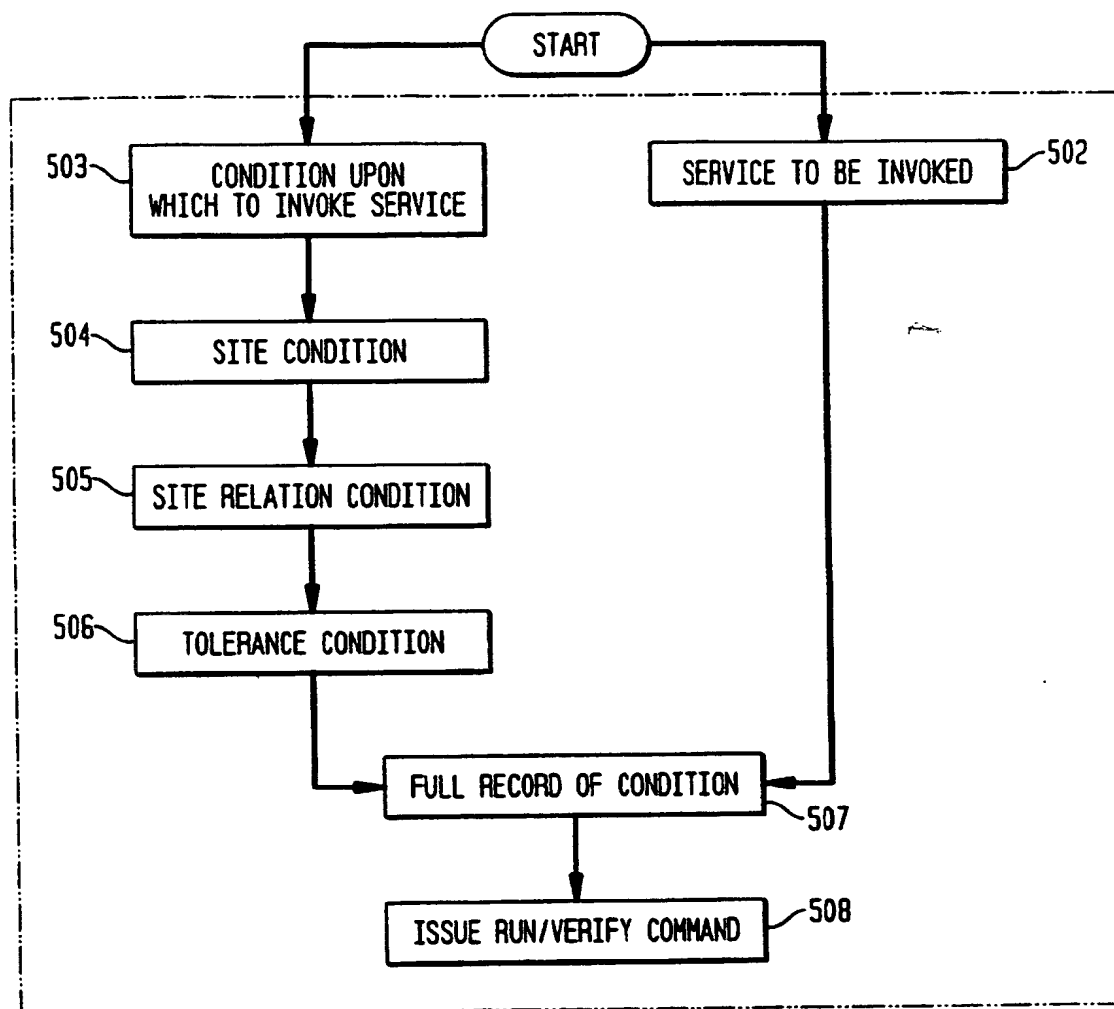 START
503
CONDITION UPON
WHICH TO INVOKE SERVICE
SERVICE TO BE INVOKED
502
504
SITE CONDITION
505
SITE RELATION CONDITION
506
TOLERANCE CONDITION
FULL RECORD OF CONDITION
507
ISSUE RUN/VERIFY COMMAND
508